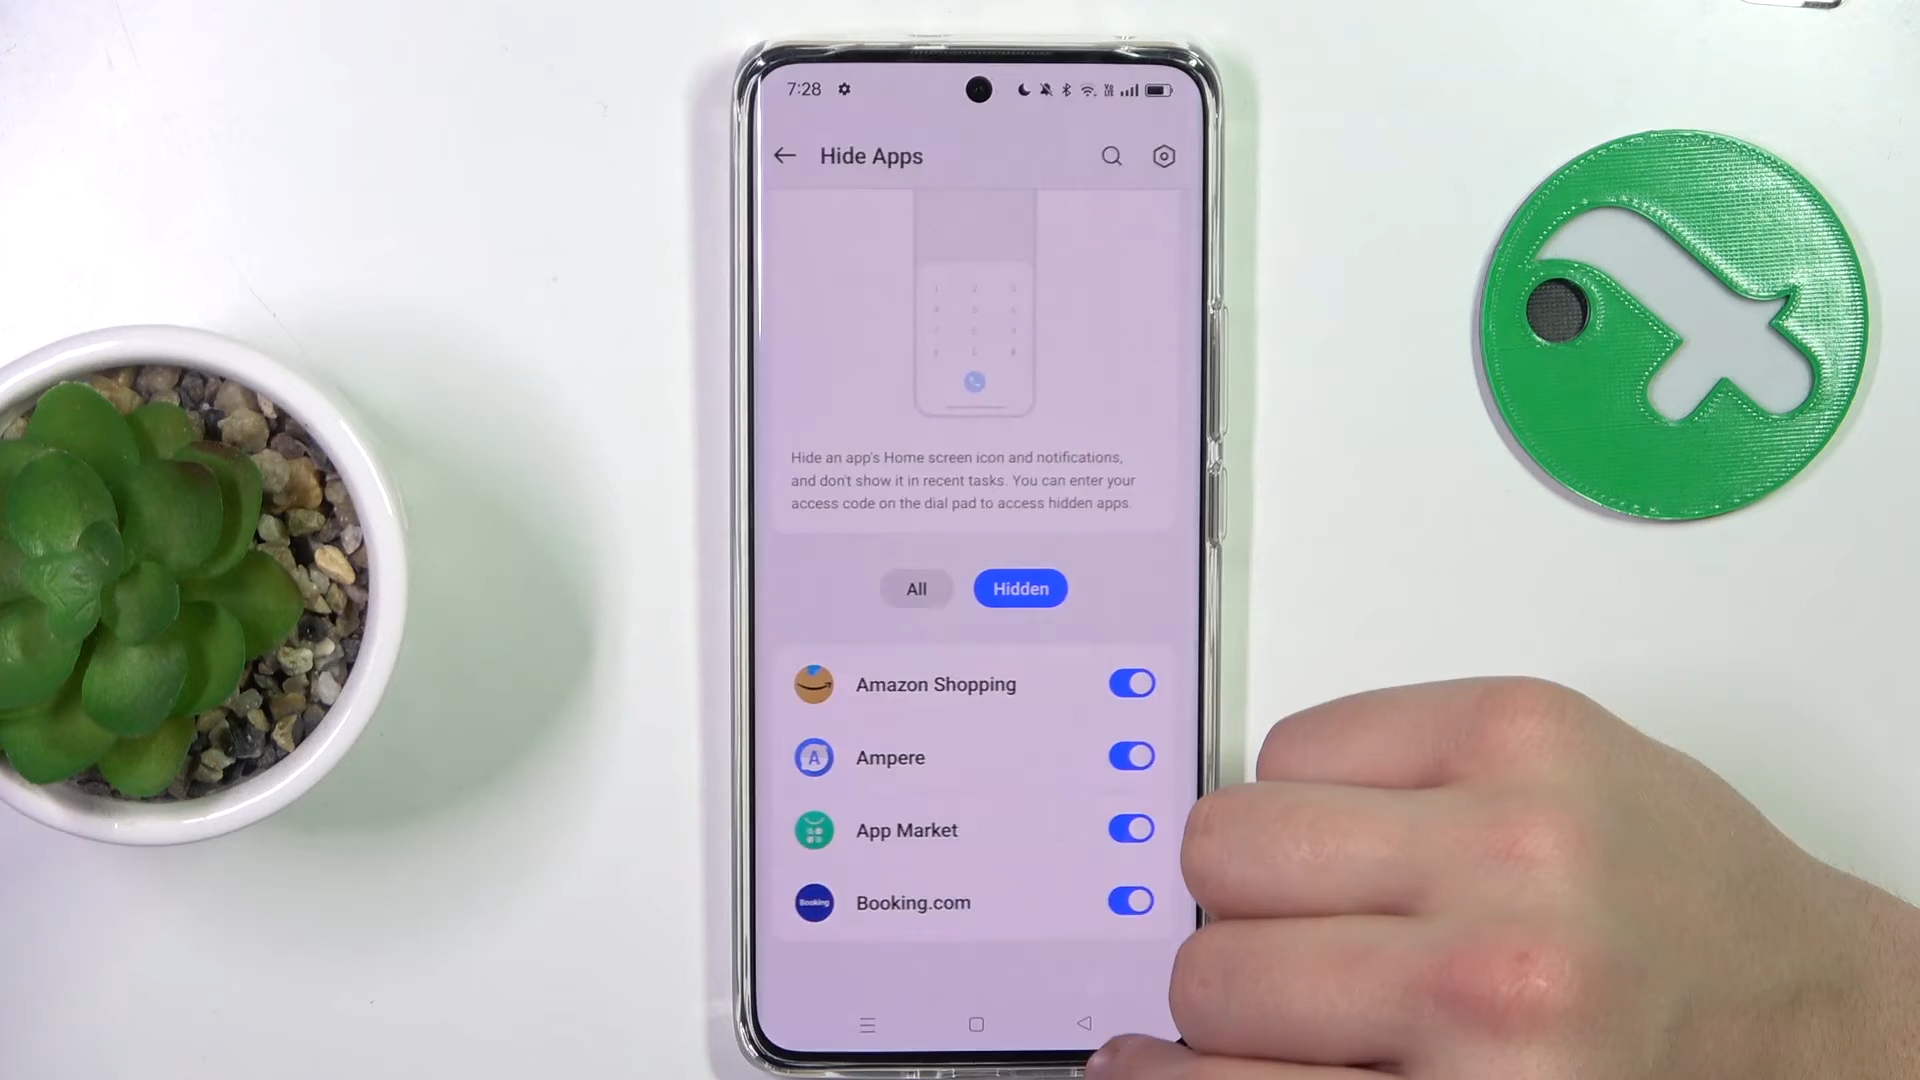 7:28
Hide Apps
Hide an app's Home screen icon and notifications,
and don't show it in recent tasks. You can enter your
access code on the dial pad to access hidden apps.
All
Hidden
Amazon Shopping
A
Ampere
App Market
Booking
Booking.com